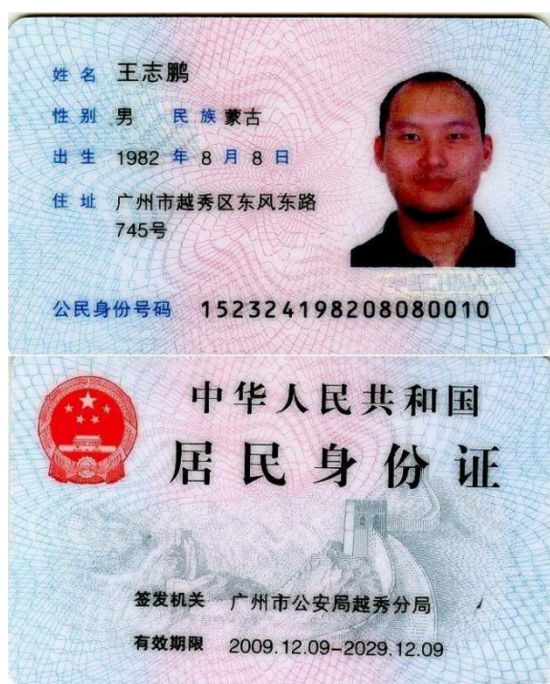 姓名 王志鹏
性别 男 民族 蒙古
出生 1982 年 8 月 8 日
住址 广州市越秀区东风东路
745号
公民身份号码 152324198208080010
中华人民共和国
居民身份证
签发机关 广州市公安局越秀分局
有效期限 2009.12.09-2029.12.09